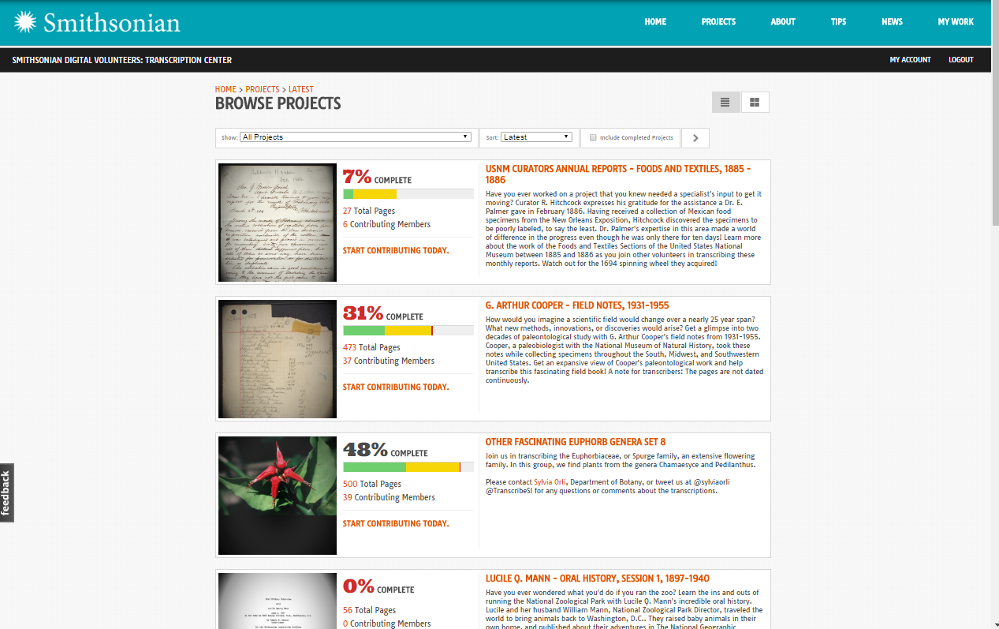 Smithsonian
HOME PROJECTS ABOUT TIPS NEWS MY WORK
SMITHSONIAN DIGITAL VOLUNTEERS: TRANSCRIPTION CENTER
MY ACCOUNT LOGOUT
HOME > PROJECTS > LATEST
BROWSE PROJECTS
Show: All Projects
Sort: Latest
Include Completed Projects
7% COMPLETE
27 Total Pages
6 Contributing Members
START CONTRIBUTING TODAY.
USNM CURATORS ANNUAL REPORTS - FOODS AND TEXTILES, 1885 -
1886
Have you ever worked on a project that you knew needed a specialist's input to get it
moving? Curator R. Hitchcock expresses his gratitude for the assistance a Dr. E.
Palmer gave in February 1886. Having received a collection of Mexican food
specimens from the New Orleans Exposition, Hitchcock discovered the specimens to
be poorly labeled, to say the least. Dr. Palmer's expertise in this area made a world
of difference in the progress even though he was only there for ten days! Learn more
about the work of the Foods and Textiles Sections of the United States National
Museum between 1885 and 1886 as you join other volunteers in transcribing these
monthly reports. Watch out for the 1694 spinning wheel they acquired!
31% COMPLETE
473 Total Pages
37 Contributing Members
START CONTRIBUTING TODAY.
G. ARTHUR COOPER - FIELD NOTES, 1931-1955
How would you imagine a scientific field would change over a nearly 25 year span?
What new methods, innovations, or discoveries would arise? Get a glimpse into two
decades of paleontological study with G. Arthur Cooper's field notes from 1931-1955.
Cooper, a paleobiologist with the National Museum of Natural History, took these
notes while collecting specimens throughout the South, Midwest, and Southwestern
United States. Get an expansive view of Cooper's paleontological work and help
transcribe this fascinating field book! A note for transcribers: The pages are not dated
continuously.
48% COMPLETE
500 Total Pages
39 Contributing Members
START CONTRIBUTING TODAY.
OTHER FASCINATING EUPHORB GENERA SET 8
Join us in transcribing the Euphorbiaceae, or Spurge family, an extensive flowering
family. In this group, we find plants from the genera Chamaesyce and Pedilanthus.
Please contact Sylvia Orli, Department of Botany, or tweet us at @sylviaorli
@TranscribeSI for any questions or comments about the transcriptions.
feedback
0% COMPLETE
56 Total Pages
0 Contributing Members
LUCILE Q. MANN - ORAL HISTORY, SESSION 1, 1897-1940
Have you ever wondered what you'd do if you ran the zoo? Learn the ins and outs of
running the National Zoological Park with Lucile Q. Mann's incredible oral history.
Lucile and her husband William Mann, National Zoological Park Director, traveled the
world to bring animals back to Washington, D.C.. They raised baby animals in their
own home, and published about their adventures in The National Geographic